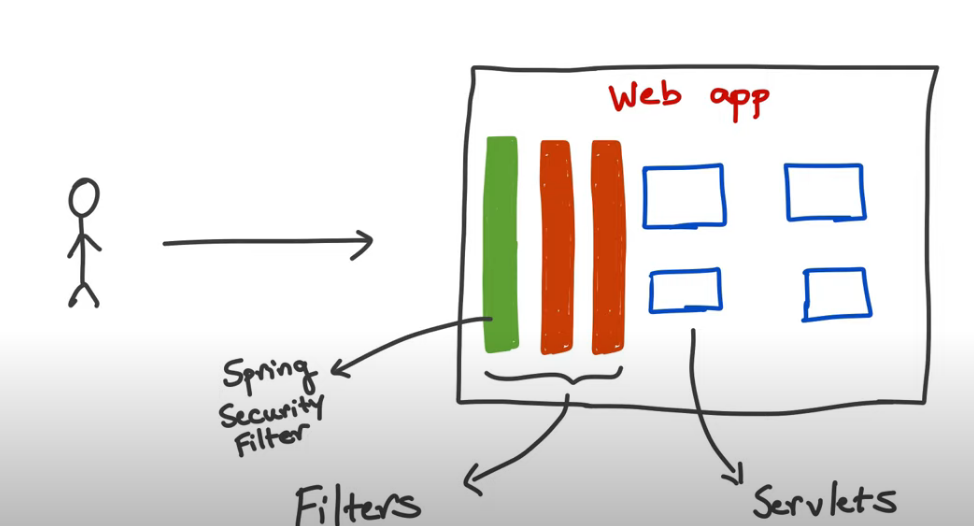 Web app
Spring
Security
Filter
Filters
Servlets